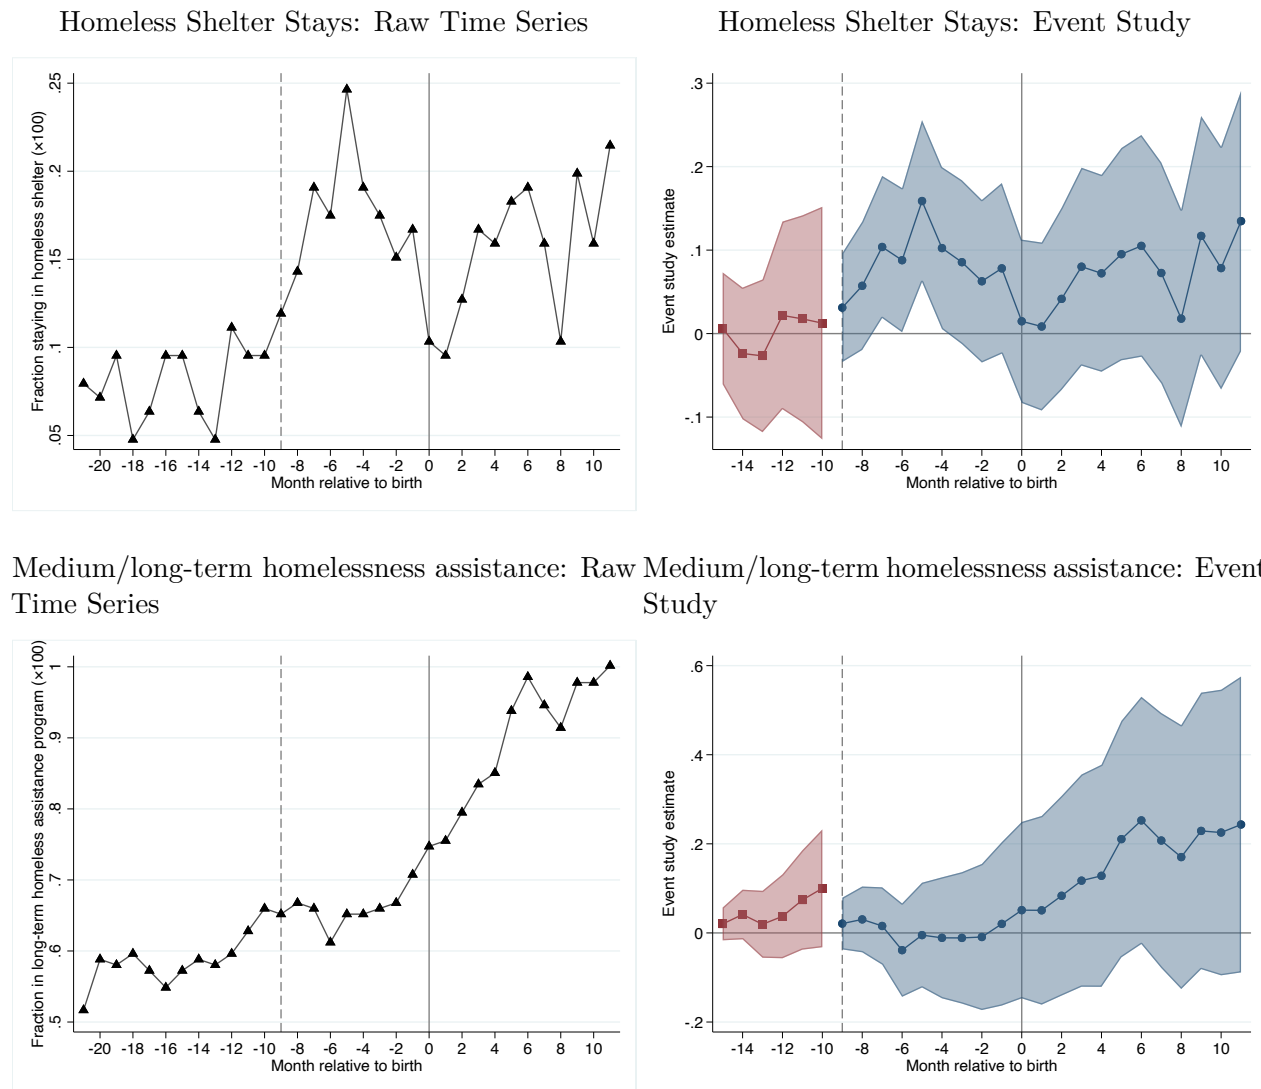 Homeless Shelter Stays: Raw Time Series
Fraction staying in homeless shelter (×100)
.25
.2
.15
.1
.05
-20 -18 -16 -14 -12 -10 -8 -6 -4 -2 0 2 4 6 8 10
Month relative to birth
Homeless Shelter Stays: Event Study
Event study estimate
.3
.2
.1
0
-.1
-14 -12 -10 -8 -6 -4 -2 0 2 4 6 8 10
Month relative to birth
Medium/long-term homelessness assistance: Raw
Time Series
Fraction in long-term homeless assistance program (×100)
1
.9
.8
.7
.6
.5
-20 -18 -16 -14 -12 -10 -8 -6 -4 -2 0 2 4 6 8 10
Month relative to birth
Medium/long-term homelessness assistance: Event
Study
Event study estimate
.6
.4
.2
0
-.2
-14 -12 -10 -8 -6 -4 -2 0 2 4 6 8 10
Month relative to birth